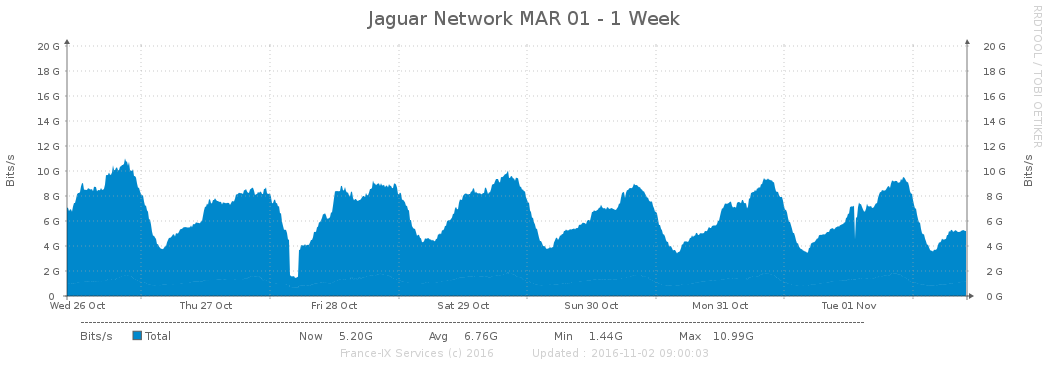 Jaguar Network MAR 01 - 1 Week
RRDTOOL / TOBI OETIKER
Bits/s
20 G 20 G
18 G 18 G
16 G 16 G
14 G 14 G
12 G 12 G
10 G 10 G
8 G 8 G
6 G 6 G
4 G 4 G
2 G 2 G
0 0 G
Bits/s
Wed 26 Oct Thu 27 Oct Fri 28 Oct Sat 29 Oct Sun 30 Oct Mon 31 Oct Tue 01 Nov
Bits/s Total Now 5.20G Avg 6.76G Min 1.44G Max 10.99G
France-IX Services (c) 2016 Updated : 2016-11-02 09:00:03